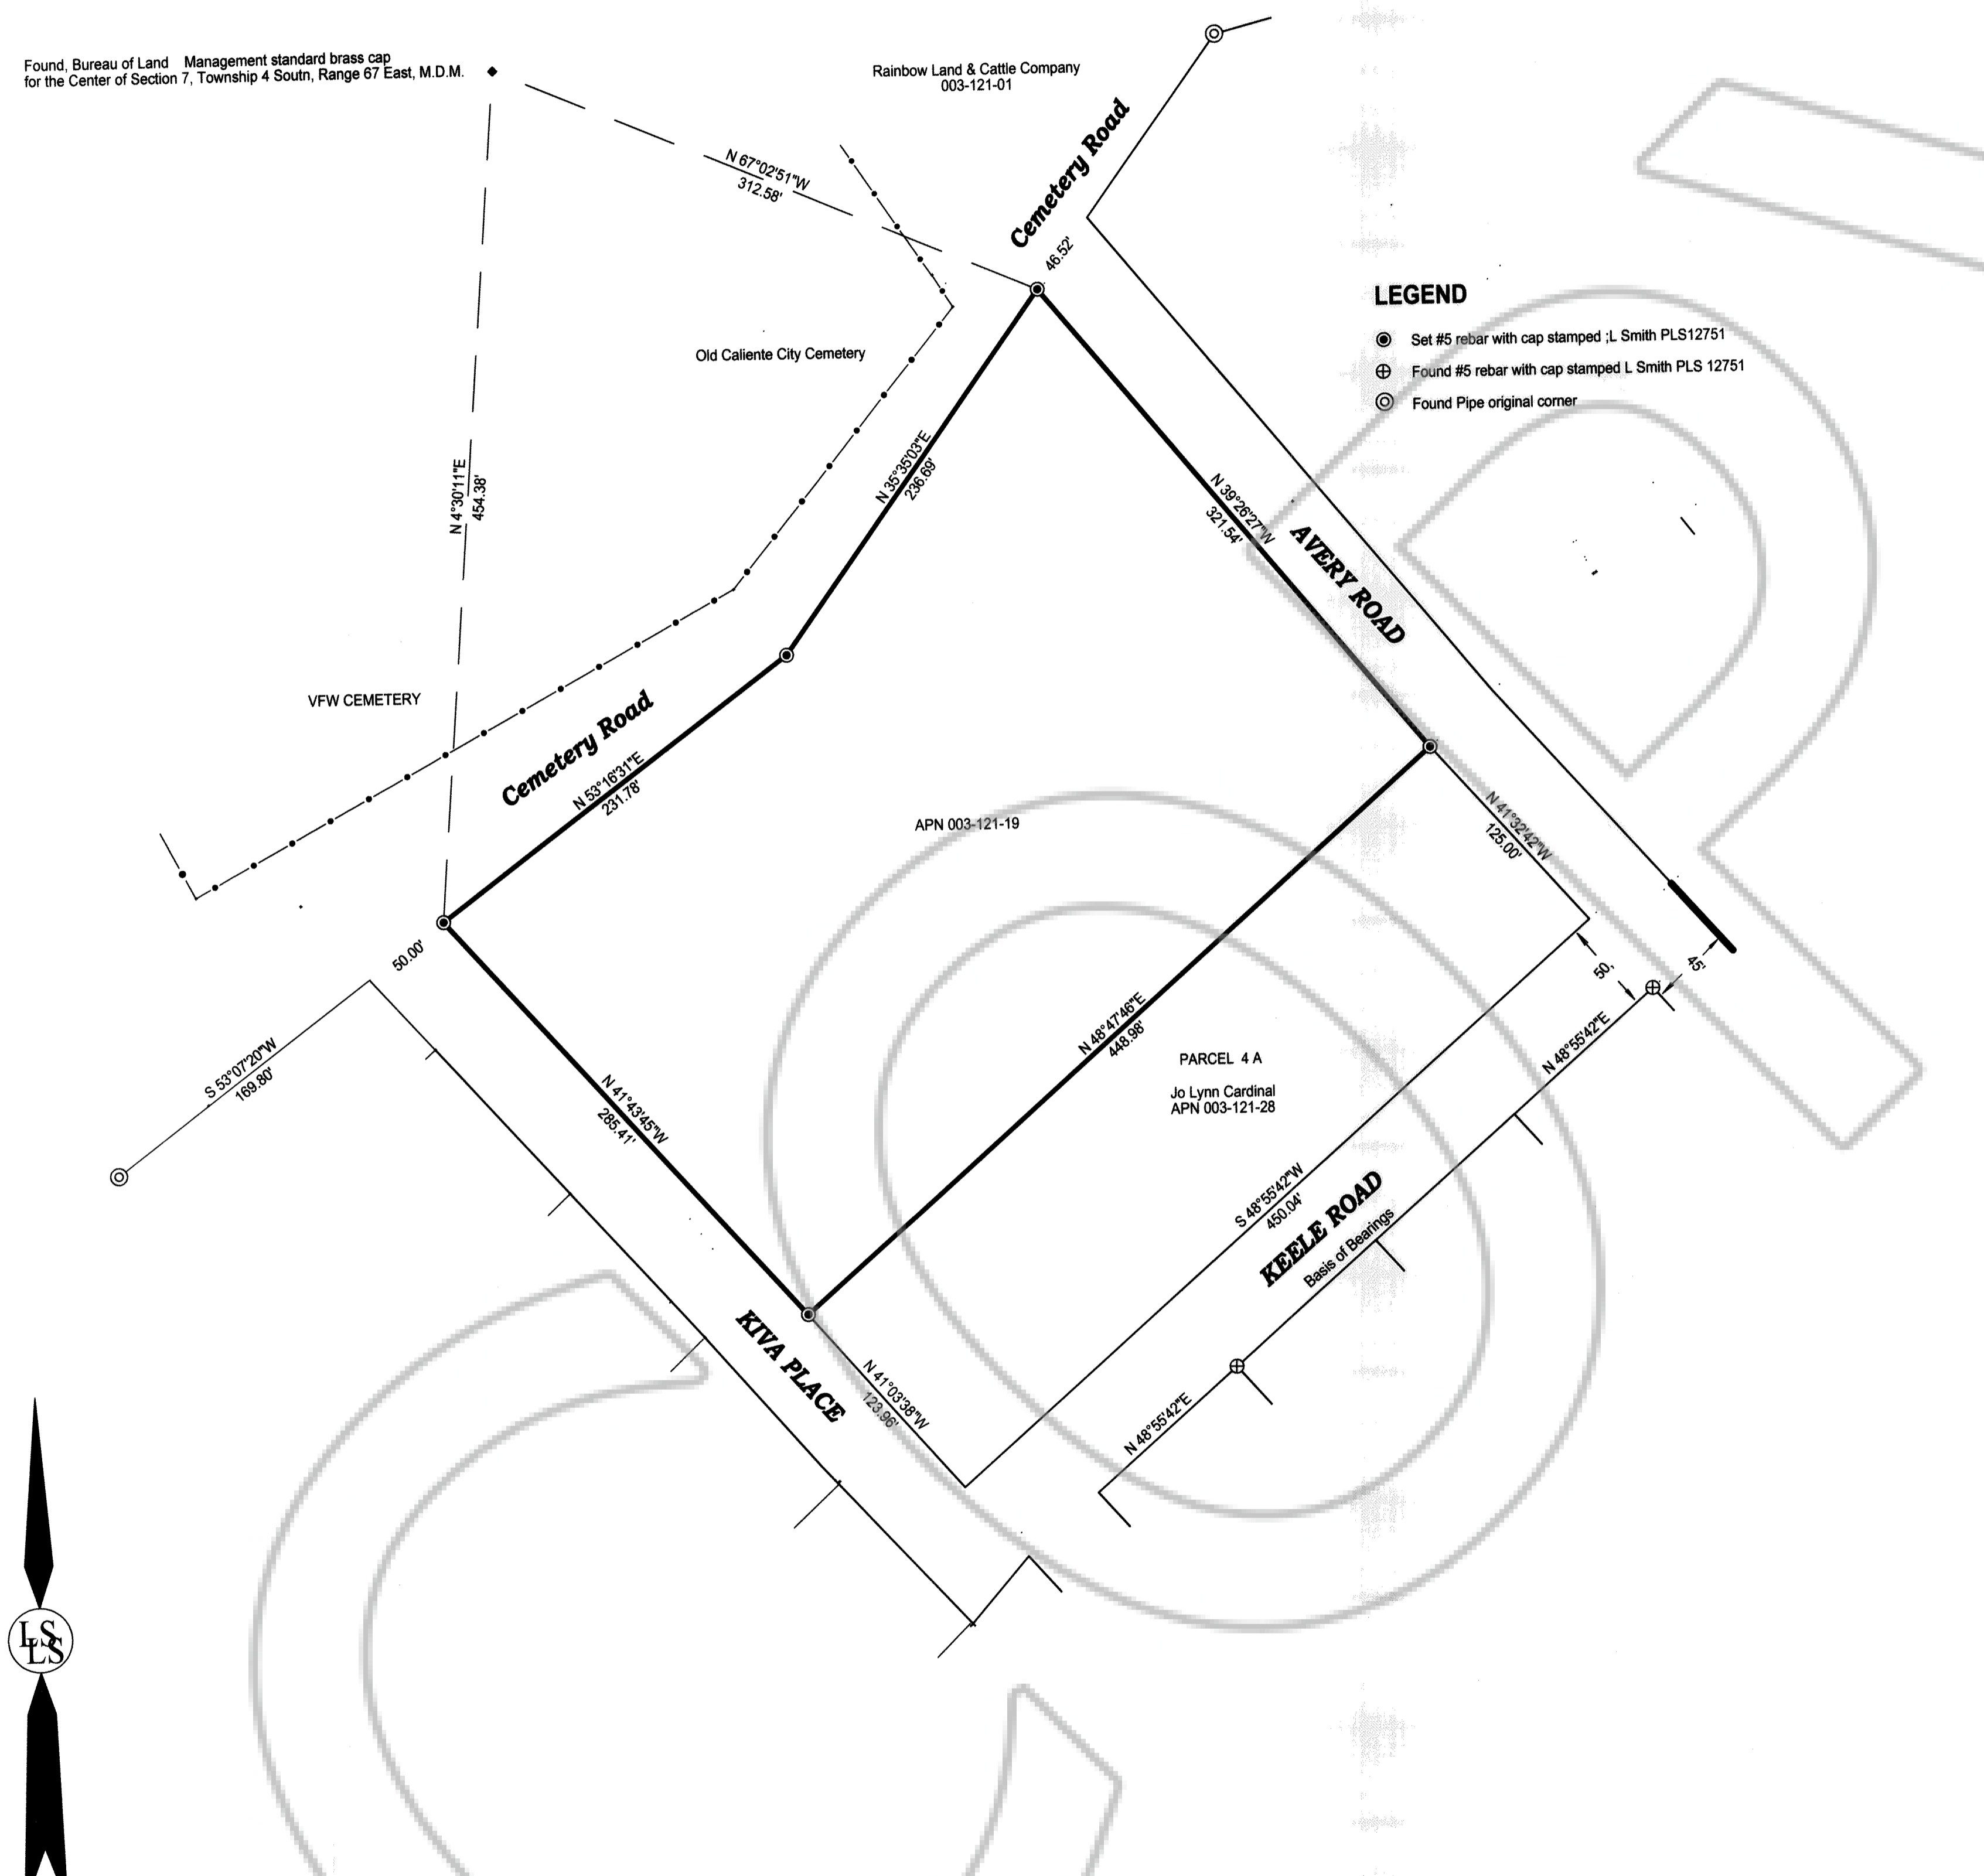 Found, Bureau of Land Management standard brass cap
for the Center of Section 7, Township 4 Soutn, Range 67 East, M.D.M.
Rainbow Land & Cattle Company
003-121-01
Cemetery Road
N 67°02'51"W
312.58'
46.52'
LEGEND
Set #5 rebar with cap stamped ;L Smith PLS12751
Found #5 rebar with cap stamped L Smith PLS 12751
Found Pipe original corner
Old Caliente City Cemetery
N 35°35'03"E
236.69'
N 4°30'11"E
454.38'
N 39°26'27"W
321.54'
AVERY ROAD
VFW CEMETERY
Cemetery Road
N 53°16'31"E
231.78'
APN 003-121-19
N 41°32'42"W
125.00'
50.00'
50,
45'
S 53°07'20"W
169.80'
N 41°43'45"W
285.41'
N 48°47'46"E
448.98'
N 48°55'42"E
PARCEL 4 A
Jo Lynn Cardinal
APN 003-121-28
S 48°55'42"W
450.04'
KEELE ROAD
Basis of Bearings
KIVA PLACE
N 41°03'38"W
123.96'
N 48°55'42"E
LS
LS